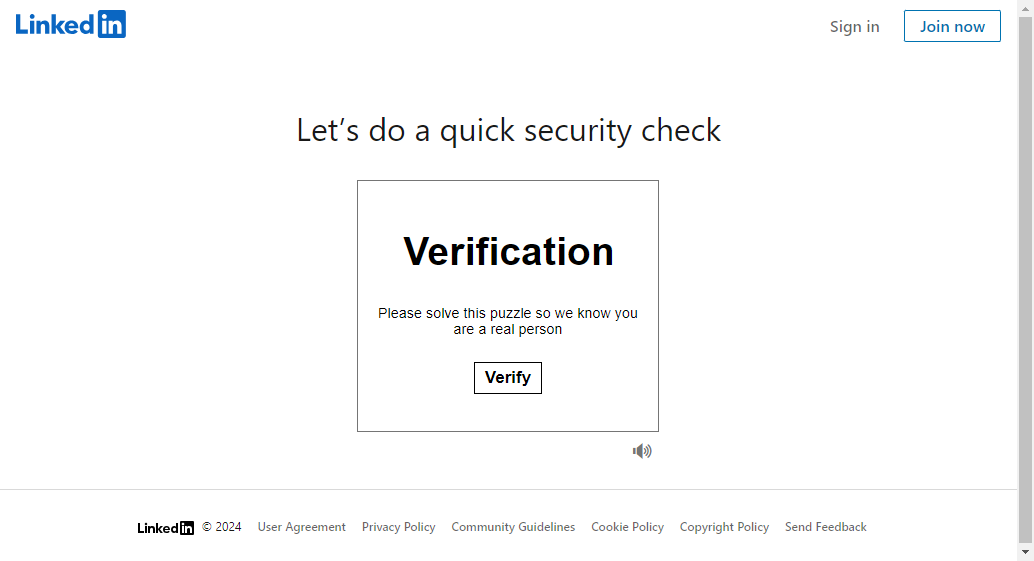 LinkedIn
Sign in
Join now
Let’s do a quick security check
Verification
Please solve this puzzle so we know you
are a real person
Verify
LinkedIn © 2024 User Agreement Privacy Policy Community Guidelines Cookie Policy Copyright Policy Send Feedback